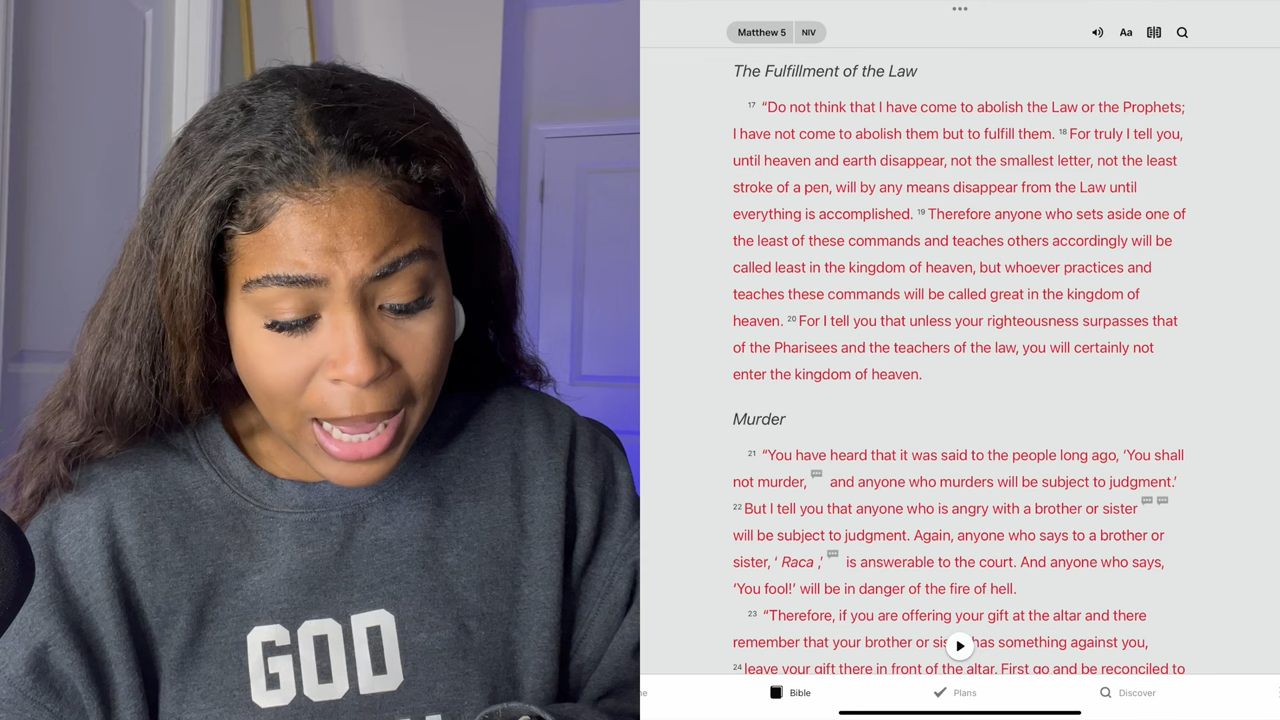 GOD
Matthew 5 NIV
Aa
The Fulfillment of the Law
17 “Do not think that I have come to abolish the Law or the Prophets;
I have not come to abolish them but to fulfill them. 18 For truly I tell you,
until heaven and earth disappear, not the smallest letter, not the least
stroke of a pen, will by any means disappear from the Law until
everything is accomplished. 19 Therefore anyone who sets aside one of
the least of these commands and teaches others accordingly will be
called least in the kingdom of heaven, but whoever practices and
teaches these commands will be called great in the kingdom of
heaven. 20 For I tell you that unless your righteousness surpasses that
of the Pharisees and the teachers of the law, you will certainly not
enter the kingdom of heaven.
Murder
21 “You have heard that it was said to the people long ago, ‘You shall
not murder, and anyone who murders will be subject to judgment.’
22 But I tell you that anyone who is angry with a brother or sister
will be subject to judgment. Again, anyone who says to a brother or
sister, ‘ Raca ,’ is answerable to the court. And anyone who says,
‘You fool!’ will be in danger of the fire of hell.
23 “Therefore, if you are offering your gift at the altar and there
remember that your brother or has something against you,
24 leave your gift there in front of the altar. First go and be reconciled to
Bible Plans Discover